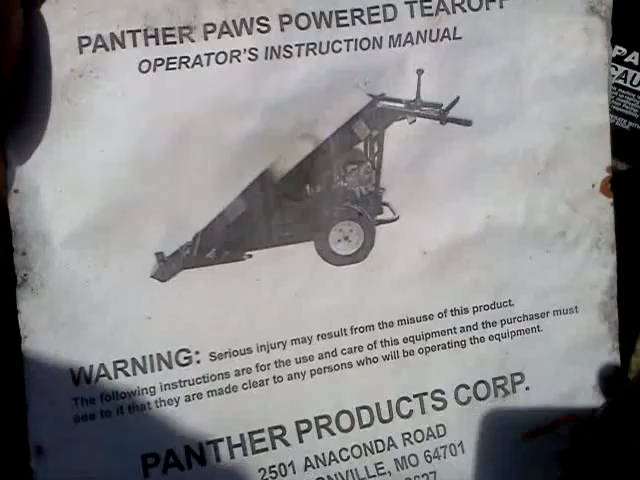 PANTHER PAWS POWERED TEAROFF
OPERATOR'S INSTRUCTION MANUAL
WARNING: Serious injury may result from the misuse of this product.
The following instructions are for the use and care of this equipment and the purchaser must
see to it that they are made clear to any persons who will be operating the equipment.
PANTHER PRODUCTS CORP.
2501 ANACONDA ROAD
ONVILLE, MO 64701
PA
CAU